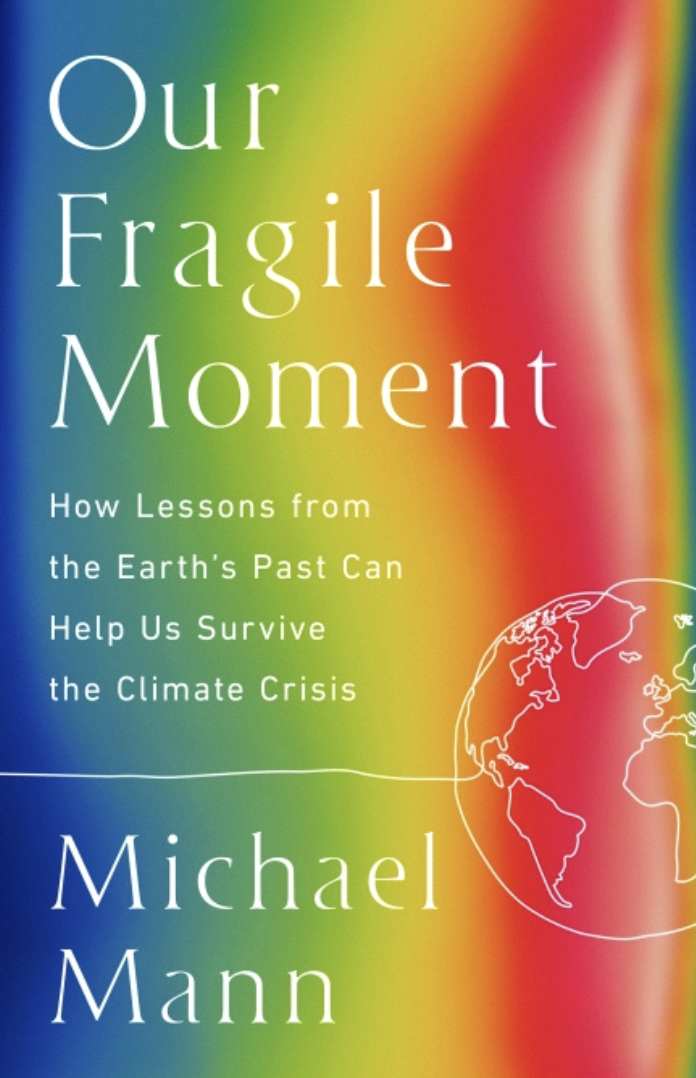 Our
Fragile
Moment
How Lessons from
the Earth’s Past Can
Help Us Survive
the Climate Crisis
Michael
Mann